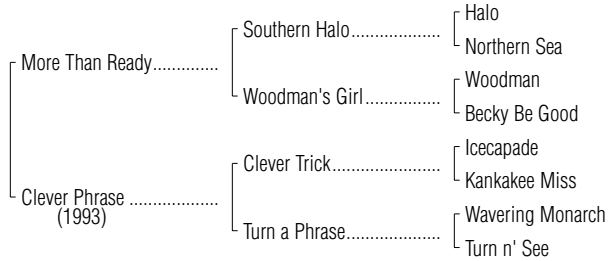 Halo
Southern Halo..................
Northern Sea
More Than Ready.............
Woodman
Woodman's Girl...............
Becky Be Good
Icecapade
Clever Trick.....................
Kankakee Miss
Clever Phrase .................
(1993)
Wavering Monarch
Turn a Phrase..................
Turn n' See